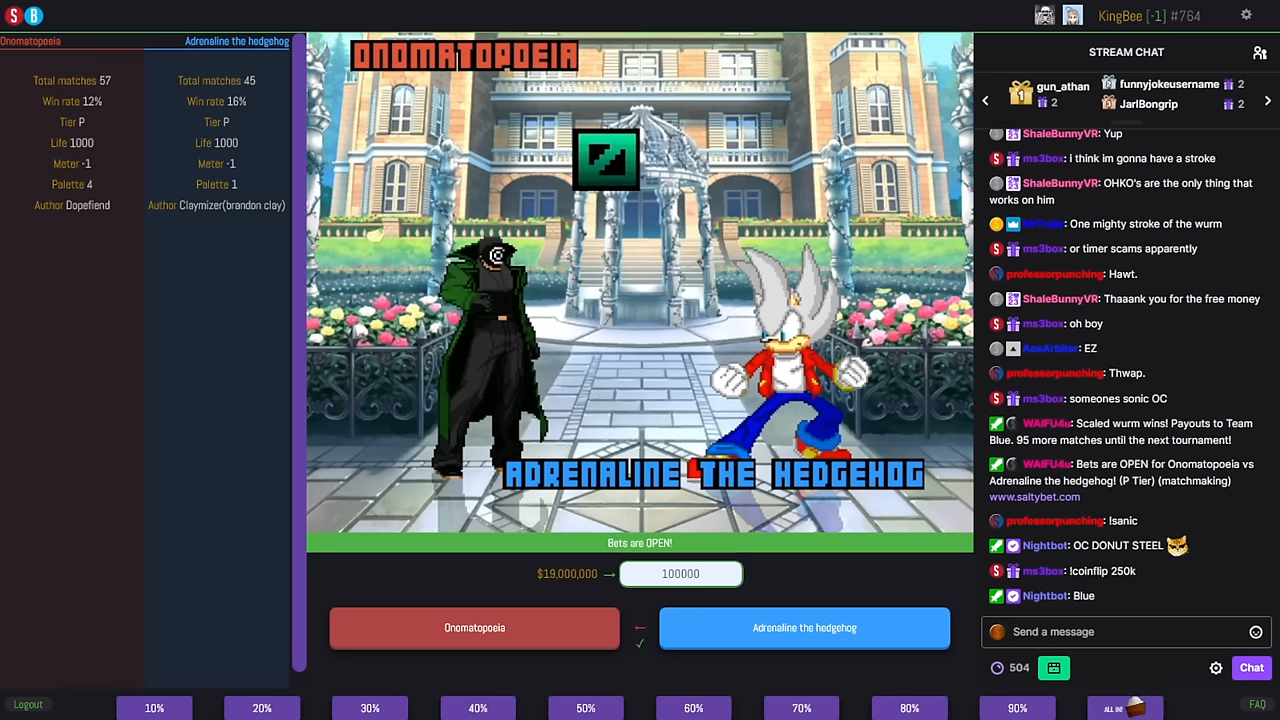 S B
KingBee [-1] #764
Onomatopoeia
Adrenaline the hedgehog
Total matches 57
Win rate 12%
Tier P
Life 1000
Meter -1
Palette 4
Author Dopefiend
Total matches 45
Win rate 16%
Tier P
Life 1000
Meter -1
Palette 1
Author Claymizer(brandon clay)
ONOMATOPOEIA
ADRENALINE THE HEDGEHOG
Bets are OPEN!
$19,000,000 → 100000
Onomatopoeia
←
✓
Adrenaline the hedgehog
STREAM CHAT
1
gun_athan
2
funnyjokeusername 2
JarlBongrip 2
ShaleBunnyVR: Yup
ms3box: i think im gonna have a stroke
ShaleBunnyVR: OHKO's are the only thing that
works on him
: One mighty stroke of the wurm
ms3box: or timer scams apparently
professorpunching: Hawt.
ShaleBunnyVR: Thaaank you for the free money
ms3box: oh boy
AceArbiter: EZ
professorpunching: Thwap.
ms3box: someones sonic OC
WAIFU4u: Scaled wurm wins! Payouts to Team
Blue. 95 more matches until the next tournament!
WAIFU4u: Bets are OPEN for Onomatopoeia vs
Adrenaline the hedgehog! (P Tier) (matchmaking)
www.saltybet.com
professorpunching: !sanic
Nightbot: OC DONUT STEEL
ms3box: !coinflip 250k
Nightbot: Blue
Send a message
504
Chat
Logout
10%
20%
30%
40%
50%
60%
70%
80%
90%
ALL IN!
FAQ